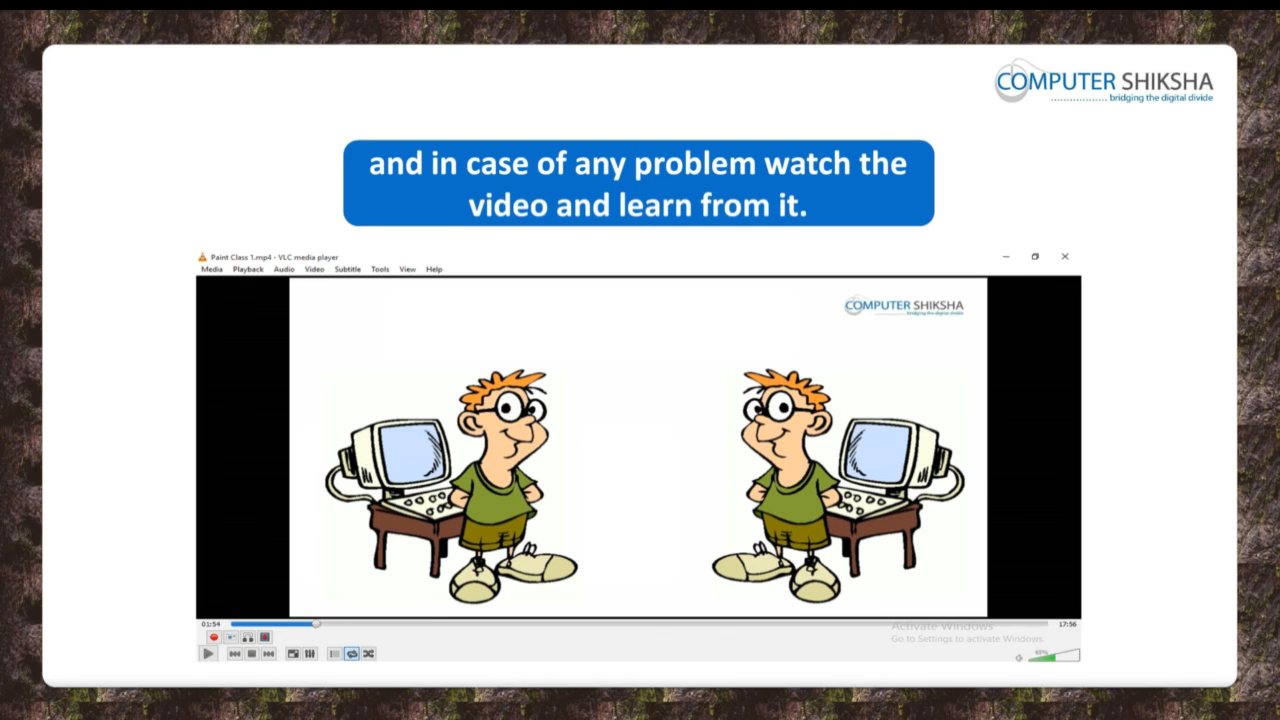 COMPUTER SHIKSHA
bridging the digital divide
and in case of any problem watch the
video and learn from it.
Paint Class 1.mp4 - VLC media player
Media Playback Audio Video Subtitle Tools View Help
COMPUTER SHIKSHA
bridging the digital divide
01:54
17:56
Activate Windows
Go to Settings to activate Windows.
65%